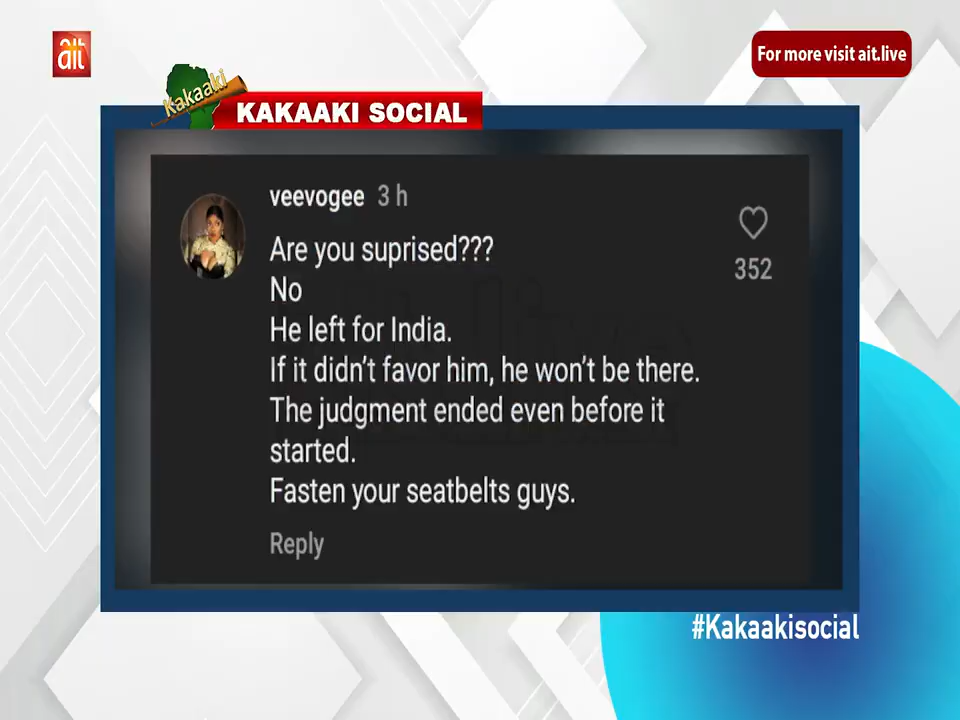 ait
For more visit ait.live
Kakaaki
KAKAAKI SOCIAL
veevogee 3 h
Are you suprised???
No
He left for India.
If it didn't favor him, he won't be there.
The judgment ended even before it
started.
Fasten your seatbelts guys.
352
Reply
#Kakaakisocial